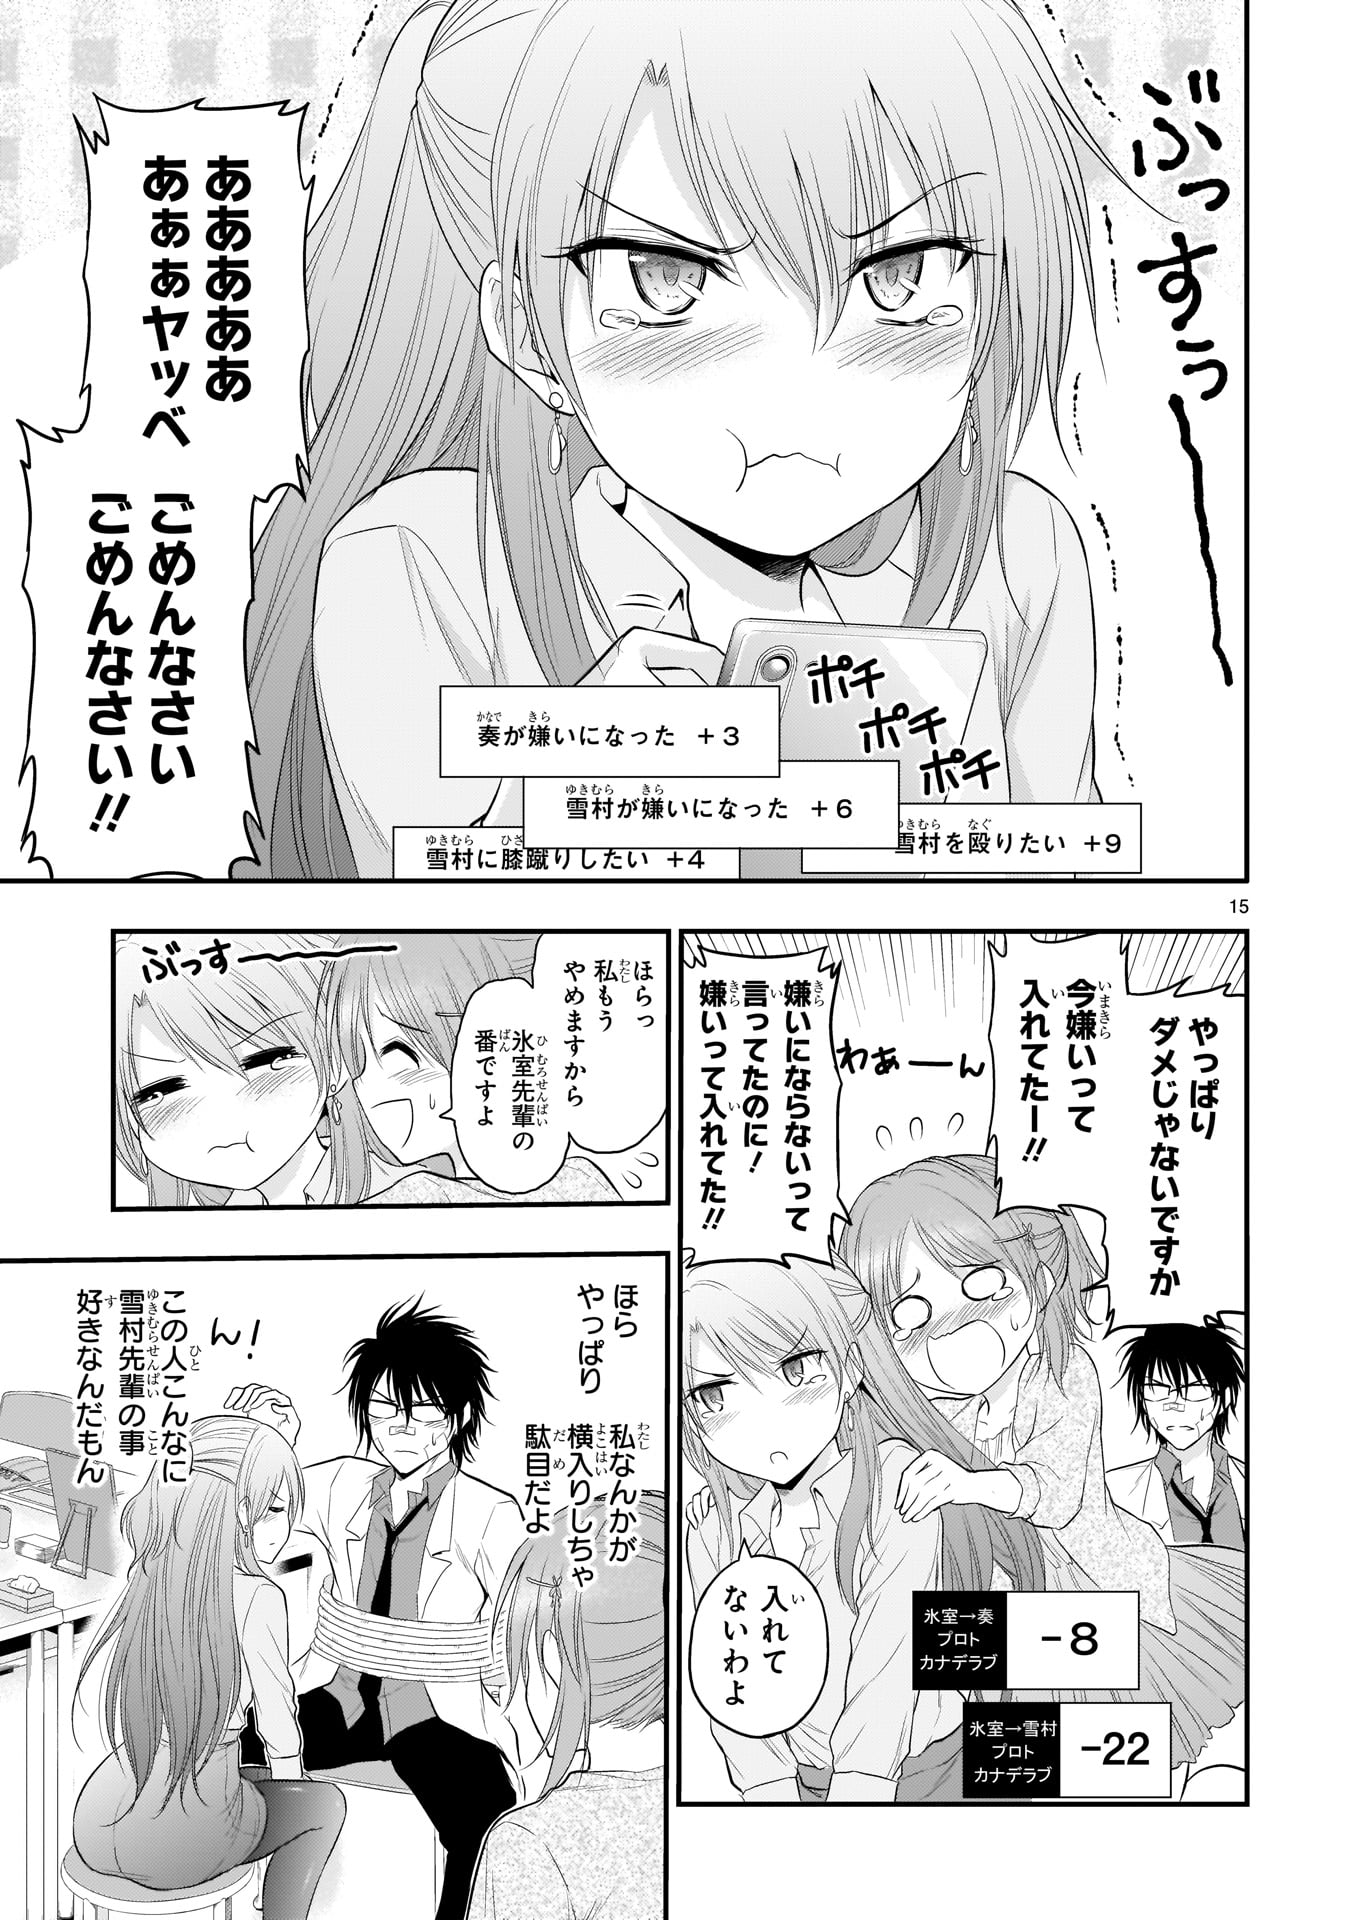 ぶっすぅーー
あああああ
あぁぁヤッベ
ごめんなさい
ごめんなさい!!
ポチ
ポチ
ポチ
奏が嫌いになった +3
雪村が嫌いになった +6
雪村に膝蹴りしたい +4
雪村を殴りたい +9
15
やっぱり
ダメじゃないですか
今嫌いって
入れてたー!!
わぁーーん
嫌いにならないって
言ってたのに!
嫌いって入れてた!!
入れて
ないわよ
氷室→奏
プロト
カナデラブ
-8
氷室→雪村
プロト
カナデラブ
-22
ほらっ
私もう
やめますから
氷室先輩の
番ですよ
ぶっすーー
ほら
やっぱり
私なんかが
横入りしちゃ
駄目だよ
ん!
この人こんなに
雪村先輩の事
好きなんだもん